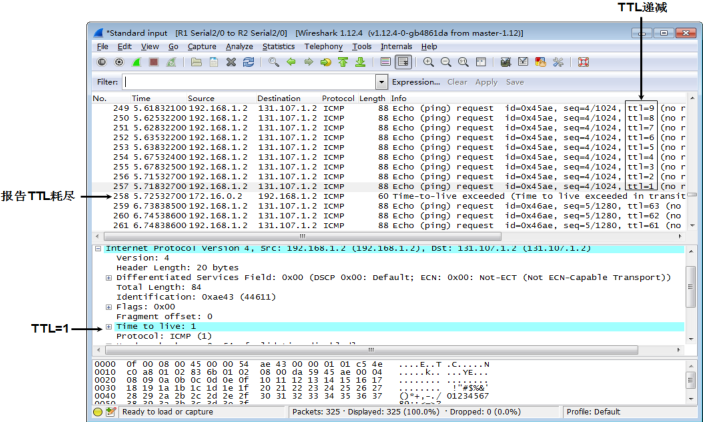 TTL递减
*Standard input   [R1 Serial2/0 to R2 Serial2/0]   [Wireshark 1.12.4  (v1.12.4-0-gb4861da from master-1.12)]
File  Edit  View  Go  Capture  Analyze  Statistics  Telephony  Tools  Internals  Help
Filter:  Expression...  Clear  Apply  Save
No.  Time  Source  Destination  Protocol  Length  Info
249 5.61832100 192.168.1.2  131.107.1.2  ICMP  88 Echo (ping) request  id=0x45ae, seq=4/1024, ttl=9 (no r
250 5.62532200 192.168.1.2  131.107.1.2  ICMP  88 Echo (ping) request  id=0x45ae, seq=4/1024, ttl=8 (no r
251 5.62832200 192.168.1.2  131.107.1.2  ICMP  88 Echo (ping) request  id=0x45ae, seq=4/1024, ttl=7 (no r
252 5.63532200 192.168.1.2  131.107.1.2  ICMP  88 Echo (ping) request  id=0x45ae, seq=4/1024, ttl=6 (no r
253 5.63832200 192.168.1.2  131.107.1.2  ICMP  88 Echo (ping) request  id=0x45ae, seq=4/1024, ttl=5 (no r
254 5.67532400 192.168.1.2  131.107.1.2  ICMP  88 Echo (ping) request  id=0x45ae, seq=4/1024, ttl=4 (no r
255 5.67832500 192.168.1.2  131.107.1.2  ICMP  88 Echo (ping) request  id=0x45ae, seq=4/1024, ttl=3 (no r
256 5.71532700 192.168.1.2  131.107.1.2  ICMP  88 Echo (ping) request  id=0x45ae, seq=4/1024, ttl=2 (no r
257 5.71832700 192.168.1.2  131.107.1.2  ICMP  88 Echo (ping) request  id=0x45ae, seq=4/1024, ttl=1 (no r
报告TTL耗尽
258 5.72532700 172.16.0.2  192.168.1.2  ICMP  60 Time-to-live exceeded (Time to live exceeded in transit
259 6.73838500 192.168.1.2  131.107.1.2  ICMP  88 Echo (ping) request  id=0x46ae, seq=5/1280, ttl=63 (no
260 6.74538600 192.168.1.2  131.107.1.2  ICMP  88 Echo (ping) request  id=0x46ae, seq=5/1280, ttl=62 (no
261 6.74838600 192.168.1.2  131.107.1.2  ICMP  88 Echo (ping) request  id=0x46ae, seq=5/1280, ttl=61 (no
Internet Protocol Version 4, Src: 192.168.1.2 (192.168.1.2), Dst: 131.107.1.2 (131.107.1.2)
Version: 4
Header Length: 20 bytes
Differentiated Services Field: 0x00 (DSCP 0x00: Default; ECN: 0x00: Not-ECT (Not ECN-Capable Transport))
Total Length: 84
Identification: 0xae43 (44611)
Flags: 0x00
Fragment offset: 0
TTL=1
Time to live: 1
Protocol: ICMP (1)
0000  0f 00 08 00 45 00 00 54  ae 43 00 00 01 01 c5 4e  ....E..T .C.....N
0010  c0 a8 01 02 83 6b 01 02  08 00 da 59 45 ae 00 04  .....k.. ...YE...
0020  08 09 0a 0b 0c 0d 0e 0f  10 11 12 13 14 15 16 17  ........ ........
0030  18 19 1a 1b 1c 1d 1e 1f  20 21 22 23 24 25 26 27  ........  !"#$%&'
0040  28 29 2a 2b 2c 2d 2e 2f  30 31 32 33 34 35 36 37  ()*+,-./ 01234567
Ready to load or capture  Packets: 325 · Displayed: 325 (100.0%) · Dropped: 0 (0.0%)  Profile: Default